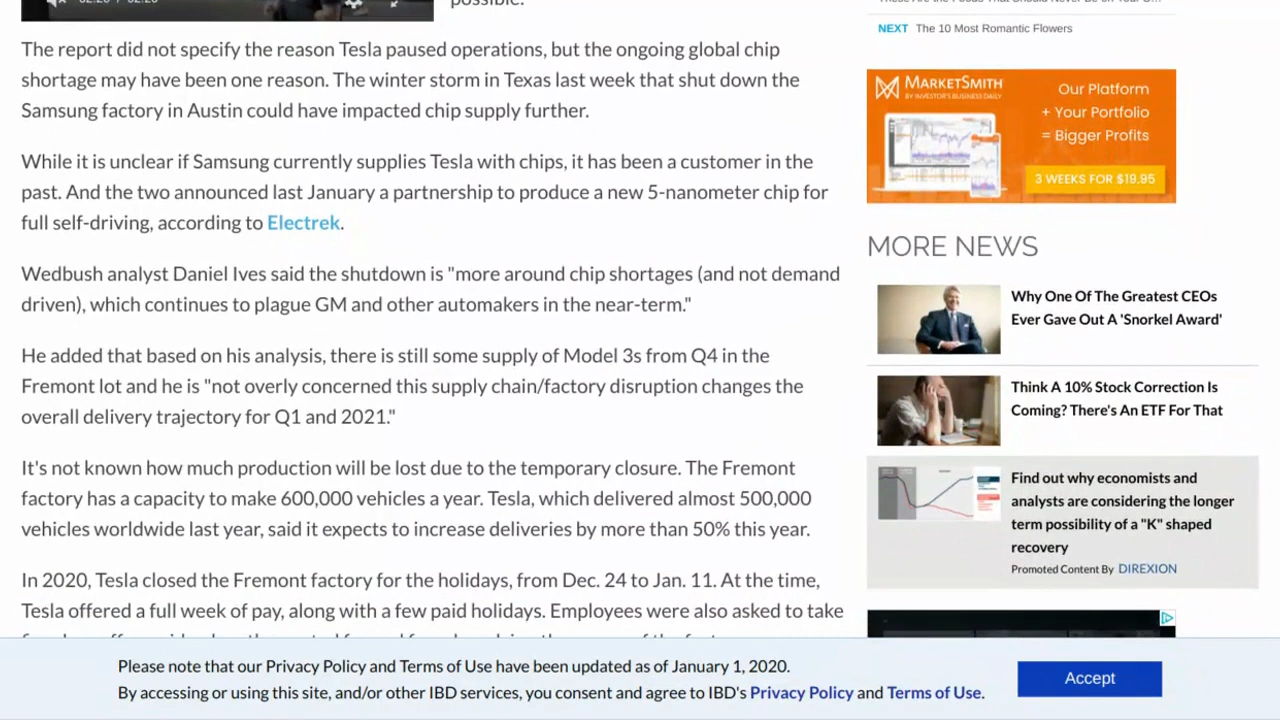 02:20 / 02:20
possible.
The report did not specify the reason Tesla paused operations, but the ongoing global chip
shortage may have been one reason. The winter storm in Texas last week that shut down the
Samsung factory in Austin could have impacted chip supply further.
While it is unclear if Samsung currently supplies Tesla with chips, it has been a customer in the
past. And the two announced last January a partnership to produce a new 5-nanometer chip for
full self-driving, according to Electrek.
Wedbush analyst Daniel Ives said the shutdown is "more around chip shortages (and not demand
driven), which continues to plague GM and other automakers in the near-term."
He added that based on his analysis, there is still some supply of Model 3s from Q4 in the
Fremont lot and he is "not overly concerned this supply chain/factory disruption changes the
overall delivery trajectory for Q1 and 2021."
It's not known how much production will be lost due to the temporary closure. The Fremont
factory has a capacity to make 600,000 vehicles a year. Tesla, which delivered almost 500,000
vehicles worldwide last year, said it expects to increase deliveries by more than 50% this year.
In 2020, Tesla closed the Fremont factory for the holidays, from Dec. 24 to Jan. 11. At the time,
Tesla offered a full week of pay, along with a few paid holidays. Employees were also asked to take
NEXT The 10 Most Romantic Flowers
MARKETSMITH
BY INVESTOR'S BUSINESS DAILY
Our Platform
+ Your Portfolio
= Bigger Profits
3 WEEKS FOR $19.95
MORE NEWS
Why One Of The Greatest CEOs
Ever Gave Out A 'Snorkel Award'
Think A 10% Stock Correction Is
Coming? There's An ETF For That
Find out why economists and
analysts are considering the longer
term possibility of a "K" shaped
recovery
Promoted Content By DIREXION
Please note that our Privacy Policy and Terms of Use have been updated as of January 1, 2020.
By accessing or using this site, and/or other IBD services, you consent and agree to IBD's Privacy Policy and Terms of Use.
Accept